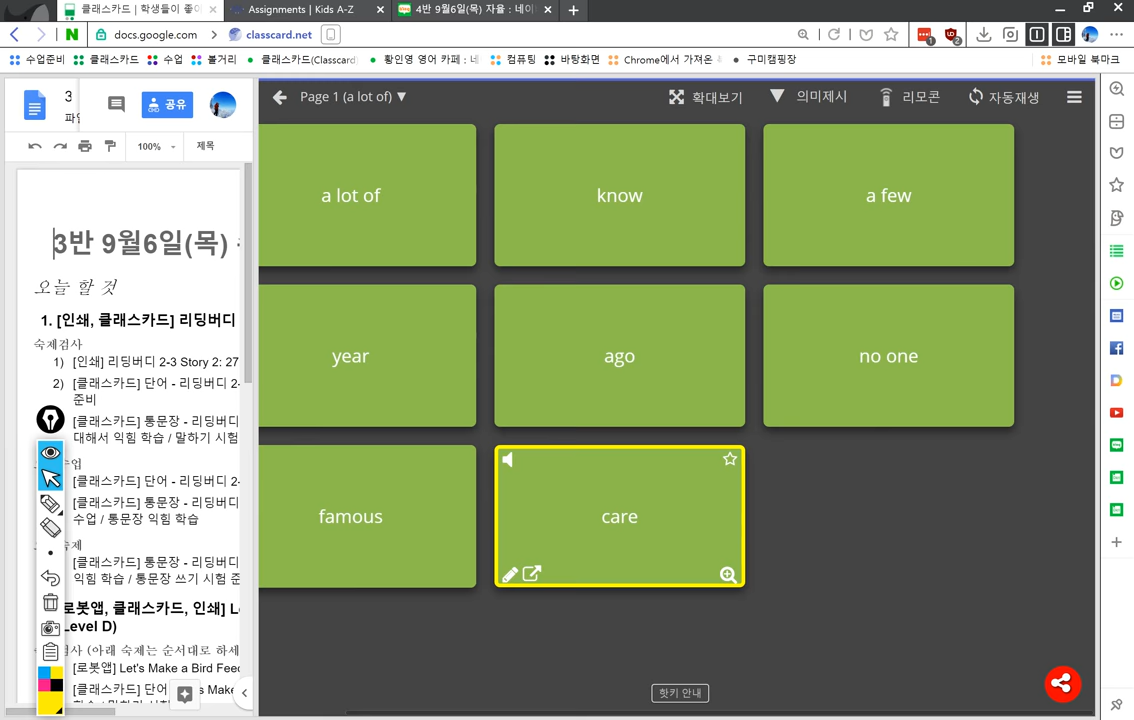 클래스카드 | 학생들이 좋아
Assignments | Kids A-Z
4반 9월6일(목) 자율 : 네이
docs.google.com
classcard.net
수업준비
클래스카드
수업
볼거리
클래스카드(Classcard
황인영 영어 카페 : 네
컴퓨팅
바탕화면
Chrome에서 가져온
구미캠핑장
모바일 북마크
3
공유
100%
제목
Page 1 (a lot of) ▼
확대보기
의미제시
리모콘
자동재생
3반 9월6일(목)
오늘 할 것
1. [인쇄, 클래스카드] 리딩버디
숙제검사
1) [인쇄] 리딩버디 2-3 Story 2: 27
2) [클래스카드] 단어 - 리딩버디 2-
준비
[클래스카드] 통문장 - 리딩버디
대해서 익힘 학습 / 말하기 시험
수업
[클래스카드] 단어 - 리딩버디 2-
[클래스카드] 통문장 - 리딩버디
수업 / 통문장 익힘 학습
숙제
[클래스카드] 통문장 - 리딩버디
익힘 학습 / 통문장 쓰기 시험 준
로봇앱, 클래스카드, 인쇄] L
Level D)
검사 (아래 숙제는 순서대로 하세
[로봇앱] Let's Make a Bird Feed
[클래스카드] 단어
s Make
a lot of
know
a few
year
ago
no one
famous
care
핫키 안내